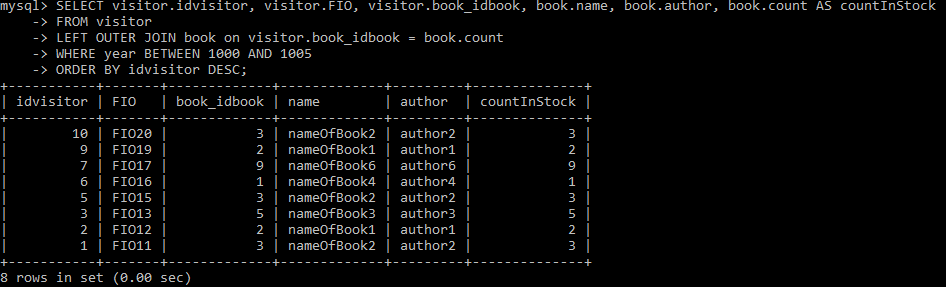 mysql> SELECT visitor.idvisitor, visitor.FIO, visitor.book_idbook, book.name, book.author, book.count AS countInStock
    -> FROM visitor
    -> LEFT OUTER JOIN book on visitor.book_idbook = book.count
    -> WHERE year BETWEEN 1000 AND 1005
    -> ORDER BY idvisitor DESC;
+-----------+-------+-------------+-------------+---------+--------------+
| idvisitor | FIO   | book_idbook | name        | author  | countInStock |
+-----------+-------+-------------+-------------+---------+--------------+
|        10 | FIO20 |           3 | nameOfBook2 | author2 |            3 |
|         9 | FIO19 |           2 | nameOfBook1 | author1 |            2 |
|         7 | FIO17 |           9 | nameOfBook6 | author6 |            9 |
|         6 | FIO16 |           1 | nameOfBook4 | author4 |            1 |
|         5 | FIO15 |           3 | nameOfBook2 | author2 |            3 |
|         3 | FIO13 |           5 | nameOfBook3 | author3 |            5 |
|         2 | FIO12 |           2 | nameOfBook1 | author1 |            2 |
|         1 | FIO11 |           3 | nameOfBook2 | author2 |            3 |
+-----------+-------+-------------+-------------+---------+--------------+
8 rows in set (0.00 sec)